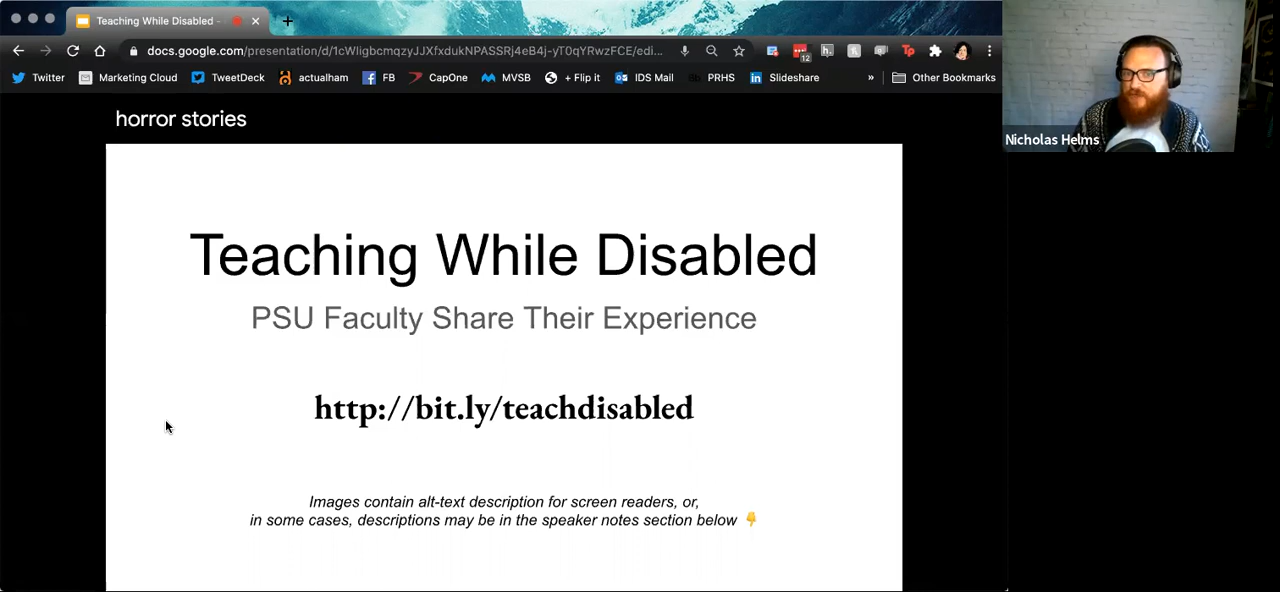 Teaching While Disabled -
docs.google.com/presentation/d/1cWIigbcmqzyJJXfxdukNPASSRj4eB4j-yT0qYRwzFCE/edi...
12
h.
Tp
Twitter
Marketing Cloud
TweetDeck
actualham
FB
CapOne
MVSB
+ Flip it
IDS Mail
PRHS
Slideshare
»
Other Bookmarks
horror stories
Nicholas Helms
Teaching While Disabled
PSU Faculty Share Their Experience
http://bit.ly/teachdisabled
Images contain alt-text description for screen readers, or,
in some cases, descriptions may be in the speaker notes section below 👇